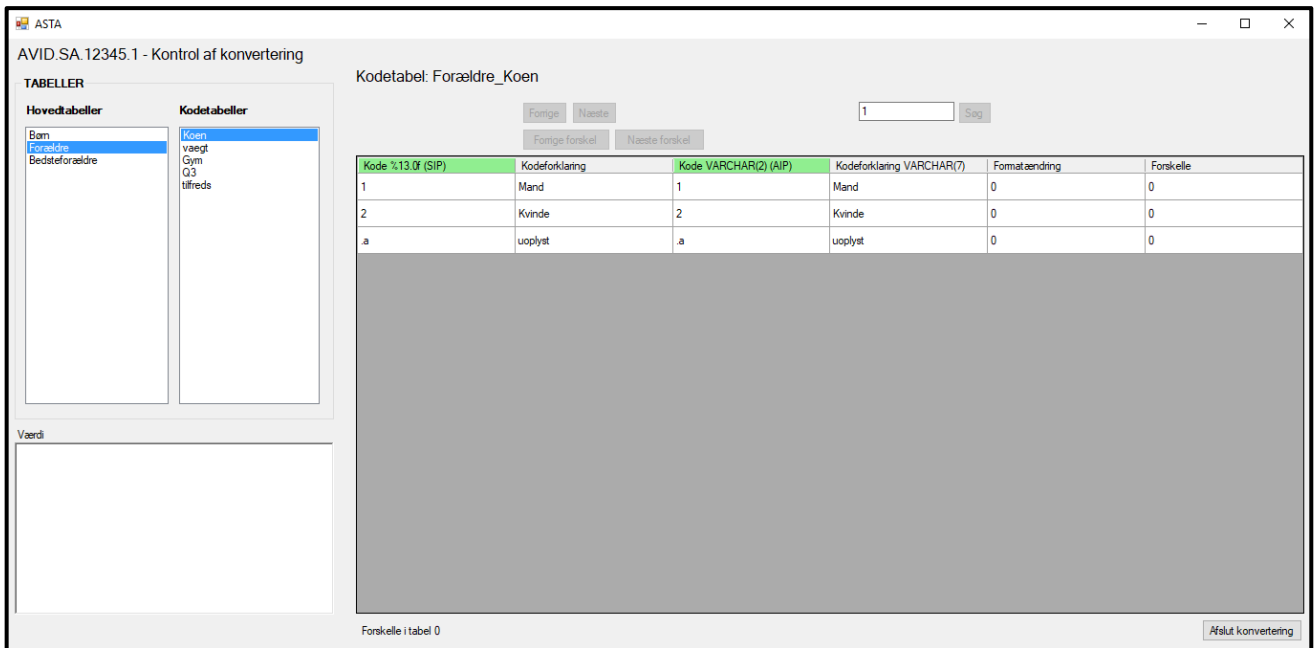 ASTA
AVID.SA.12345.1 - Kontrol af konvertering
TABELLER
Hovedtabeller Kodetabeller
Børn
Forældre
Bedsteforældre
Koen
vaegt
Gym
Q3
tilfreds
Værdi
Kodetabel: Forældre_Koen
Forrige Næste 1 Søg
Forrige forskel Næste forskel
Kode %13.0f (SIP) Kodeforklaring Kode VARCHAR(2) (AIP) Kodeforklaring VARCHAR(7) Formatændring Forskelle
1 Mand 1 Mand 0 0
2 Kvinde 2 Kvinde 0 0
.a uoplyst .a uoplyst 0 0
Forskelle i tabel 0 Afslut konvertering